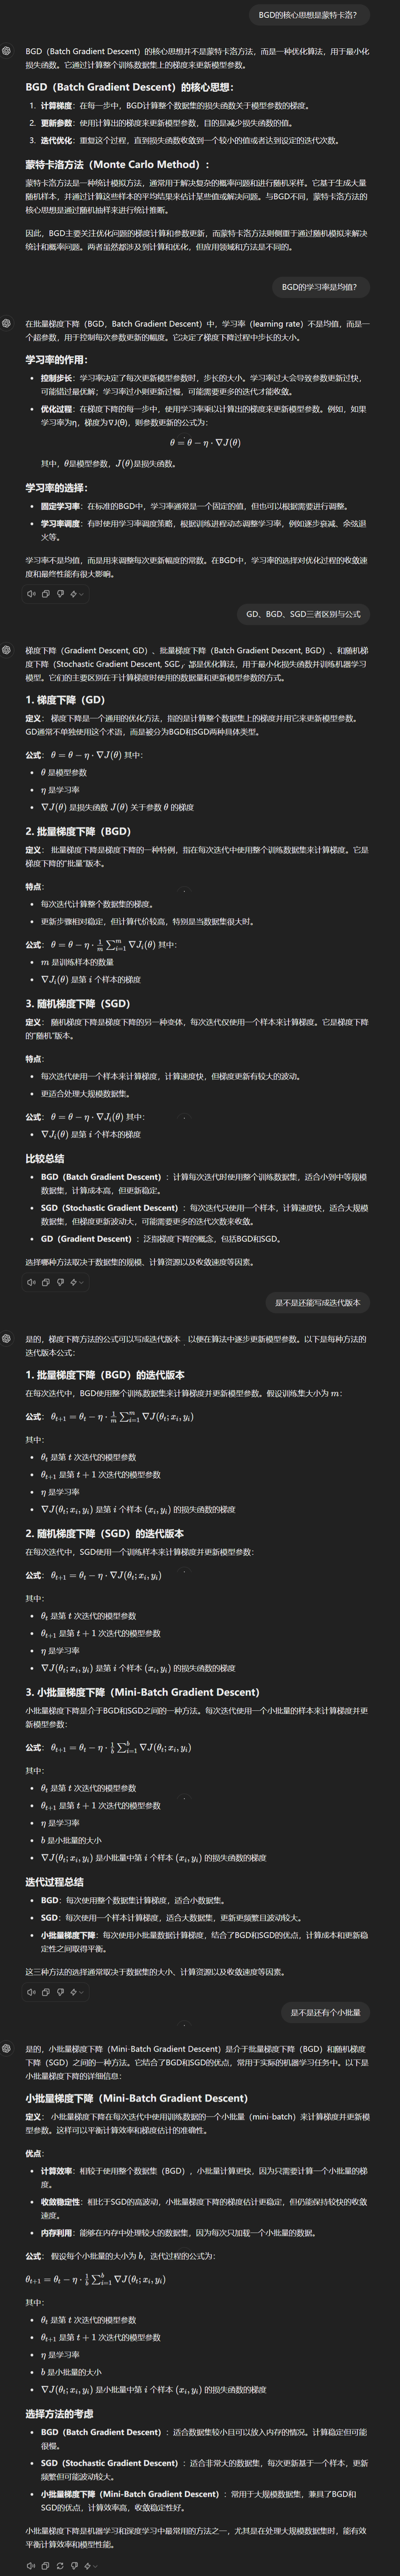 BGD的核心思想是蒙特卡洛?
BGD（Batch Gradient Descent）的核心思想并不是蒙特卡洛方法，而是一种优化算法，用于最小化
损失函数。它通过计算整个训练数据集上的梯度来更新模型参数。
BGD（Batch Gradient Descent）的核心思想：
1. 计算梯度：在每一步中，BGD计算整个数据集的损失函数关于模型参数的梯度。
2. 更新参数：使用计算出的梯度来更新模型参数，目的是减少损失函数的值。
3. 迭代优化：重复这个过程，直到损失函数收敛到一个较小的值或者达到设定的迭代次数。
蒙特卡洛方法（Monte Carlo Method）：
蒙特卡洛方法是一种统计模拟方法，通常用于解决复杂的概率问题和进行随机采样。它基于生成大量
随机样本，并通过计算这些样本的平均结果来估计某些值或解决问题。与BGD不同，蒙特卡洛方法的
核心思想是通过随机抽样来进行统计推断。
因此，BGD主要关注优化问题的梯度计算和参数更新，而蒙特卡洛方法则侧重于通过随机模拟来解决
统计和概率问题。两者虽然都涉及到计算和优化，但应用领域和方法是不同的。
BGD的学习率是均值?
在批量梯度下降（BGD，Batch Gradient Descent）中，学习率（learning rate）不是均值，而是一
个超参数，用于控制每次参数更新的幅度。它决定了梯度下降过程中步长的大小。
学习率的作用：
• 控制步长：学习率决定了每次更新模型参数时，步长的大小。学习率过大会导致参数更新过快，
可能错过最优解；学习率过小则更新过慢，可能需要更多的迭代才能收敛。
• 优化过程：在梯度下降的每一步中，使用学习率乘以计算出的梯度来更新模型参数。例如，如果
学习率为η，梯度为∇J(θ)，则参数更新的公式为：
θ = θ − η · ∇J(θ)
其中，θ是模型参数，J(θ)是损失函数。
学习率的选择：
• 固定学习率：在标准的BGD中，学习率通常是一个固定的值，但也可以根据需要进行调整。
• 学习率调度：有时使用学习率调度策略，根据训练进程动态调整学习率，例如逐步衰减、余弦退
火等。
学习率不是均值，而是用来调整每次更新幅度的常数。在BGD中，学习率的选择对优化过程的收敛速
度和最终性能有很大影响。
GD、BGD、SGD三者区别与公式
梯度下降（Gradient Descent, GD）、批量梯度下降（Batch Gradient Descent, BGD）、和随机梯
度下降（Stochastic Gradient Descent, SGD）都是优化算法，用于最小化损失函数并训练机器学习
模型。它们的主要区别在于计算梯度时使用的数据量和更新模型参数的方式。
1. 梯度下降（GD）
定义： 梯度下降是一个通用的优化方法，指的是计算整个数据集上的梯度并用它来更新模型参数。
GD通常不单独使用这个术语，而是被分为BGD和SGD两种具体类型。
公式： θ = θ − η · ∇J(θ) 其中：
• θ 是模型参数
• η 是学习率
• ∇J(θ) 是损失函数 J(θ) 关于参数 θ 的梯度
2. 批量梯度下降（BGD）
定义： 批量梯度下降是梯度下降的一种特例，指在每次迭代中使用整个训练数据集来计算梯度。它是
梯度下降的“批量”版本。
特点：
• 每次迭代计算整个数据集的梯度。
• 更新步骤相对稳定，但计算代价较高，特别是当数据集很大时。
公式： θ = θ − η · 1/m ∑_{i=1}^{m} ∇J_i(θ) 其中：
• m 是训练样本的数量
• ∇J_i(θ) 是第 i 个样本的梯度
3. 随机梯度下降（SGD）
定义： 随机梯度下降是梯度下降的另一种变体，每次迭代仅使用一个样本来计算梯度。它是梯度下降
的“随机”版本。
特点：
• 每次迭代使用一个样本来计算梯度，计算速度快，但梯度更新有较大的波动。
• 更适合处理大规模数据集。
公式： θ = θ − η · ∇J_i(θ) 其中：
• ∇J_i(θ) 是第 i 个样本的梯度
比较总结
• BGD（Batch Gradient Descent）：计算每次迭代时使用整个训练数据集，适合小到中等规模
数据集，计算成本高，但更新稳定。
• SGD（Stochastic Gradient Descent）：每次迭代只使用一个样本，计算速度快，适合大规模
数据集，但梯度更新波动大，可能需要更多的迭代次数来收敛。
• GD（Gradient Descent）：泛指梯度下降的概念，包括BGD和SGD。
选择哪种方法取决于数据集的规模、计算资源以及收敛速度等因素。
是不是还能写成迭代版本
是的，梯度下降方法的公式可以写成迭代版本，以便在算法中逐步更新模型参数。以下是每种方法的
迭代版本公式：
1. 批量梯度下降（BGD）的迭代版本
在每次迭代中，BGD使用整个训练数据集来计算梯度并更新模型参数。假设训练集大小为 m：
公式： θ_{t+1} = θ_t − η · 1/m ∑_{i=1}^{m} ∇J(θ_t; x_i, y_i)
其中：
• θ_t 是第 t 次迭代的模型参数
• θ_{t+1} 是第 t + 1 次迭代的模型参数
• η 是学习率
• ∇J(θ_t; x_i, y_i) 是第 i 个样本 (x_i, y_i) 的损失函数的梯度
2. 随机梯度下降（SGD）的迭代版本
在每次迭代中，SGD使用一个训练样本来计算梯度并更新模型参数：
公式： θ_{t+1} = θ_t − η · ∇J(θ_t; x_i, y_i)
其中：
• θ_t 是第 t 次迭代的模型参数
• θ_{t+1} 是第 t + 1 次迭代的模型参数
• η 是学习率
• ∇J(θ_t; x_i, y_i) 是第 i 个样本 (x_i, y_i) 的损失函数的梯度
3. 小批量梯度下降（Mini-Batch Gradient Descent）
小批量梯度下降是介于BGD和SGD之间的一种方法。每次迭代使用一个小批量的样本来计算梯度并更
新模型参数：
公式： θ_{t+1} = θ_t − η · 1/b ∑_{i=1}^{b} ∇J(θ_t; x_i, y_i)
其中：
• θ_t 是第 t 次迭代的模型参数
• θ_{t+1} 是第 t + 1 次迭代的模型参数
• η 是学习率
• b 是小批量的大小
• ∇J(θ_t; x_i, y_i) 是小批量中第 i 个样本 (x_i, y_i) 的损失函数的梯度
迭代过程总结
• BGD：每次使用整个数据集计算梯度，适合小数据集。
• SGD：每次使用一个样本计算梯度，适合大数据集，更新更频繁且波动较大。
• 小批量梯度下降：每次使用小批量数据计算梯度，结合了BGD和SGD的优点，计算成本和更新稳
定性之间取得平衡。
这三种方法的选择通常取决于数据集的大小、计算资源以及收敛速度等因素。
是不是还有个小批量
是的，小批量梯度下降（Mini-Batch Gradient Descent）是介于批量梯度下降（BGD）和随机梯度
下降（SGD）之间的一种方法。它结合了BGD和SGD的优点，常用于实际的机器学习任务中。以下是
小批量梯度下降的详细信息：
小批量梯度下降（Mini-Batch Gradient Descent）
定义： 小批量梯度下降在每次迭代中使用训练数据的一个小批量（mini-batch）来计算梯度并更新模
型参数。这样可以平衡计算效率和梯度估计的准确性。
优点：
• 计算效率：相较于使用整个数据集（BGD），小批量计算更快，因为只需要计算一个小批量的梯
度。
• 收敛稳定性：相比于SGD的高波动，小批量梯度下降的梯度估计更稳定，但仍能保持较快的收敛
速度。
• 内存利用：能够在内存中处理较大的数据集，因为每次只加载一个小批量的数据。
公式： 假设每个小批量的大小为 b，迭代过程的公式为：
θ_{t+1} = θ_t − η · 1/b ∑_{i=1}^{b} ∇J(θ_t; x_i, y_i)
其中：
• θ_t 是第 t 次迭代的模型参数
• θ_{t+1} 是第 t + 1 次迭代的模型参数
• η 是学习率
• b 是小批量的大小
• ∇J(θ_t; x_i, y_i) 是小批量中第 i 个样本 (x_i, y_i) 的损失函数的梯度
选择方法的考虑
• BGD（Batch Gradient Descent）：适合数据集较小且可以放入内存的情况。计算稳定但可能
很慢。
• SGD（Stochastic Gradient Descent）：适合非常大的数据集，每次更新基于一个样本，更新
频繁但可能波动较大。
• 小批量梯度下降（Mini-Batch Gradient Descent）：常用于大规模数据集，兼具了BGD和
SGD的优点，计算效率高，收敛稳定性好。
小批量梯度下降是机器学习和深度学习中最常用的方法之一，尤其是在处理大规模数据集时，能有效
平衡计算效率和模型性能。